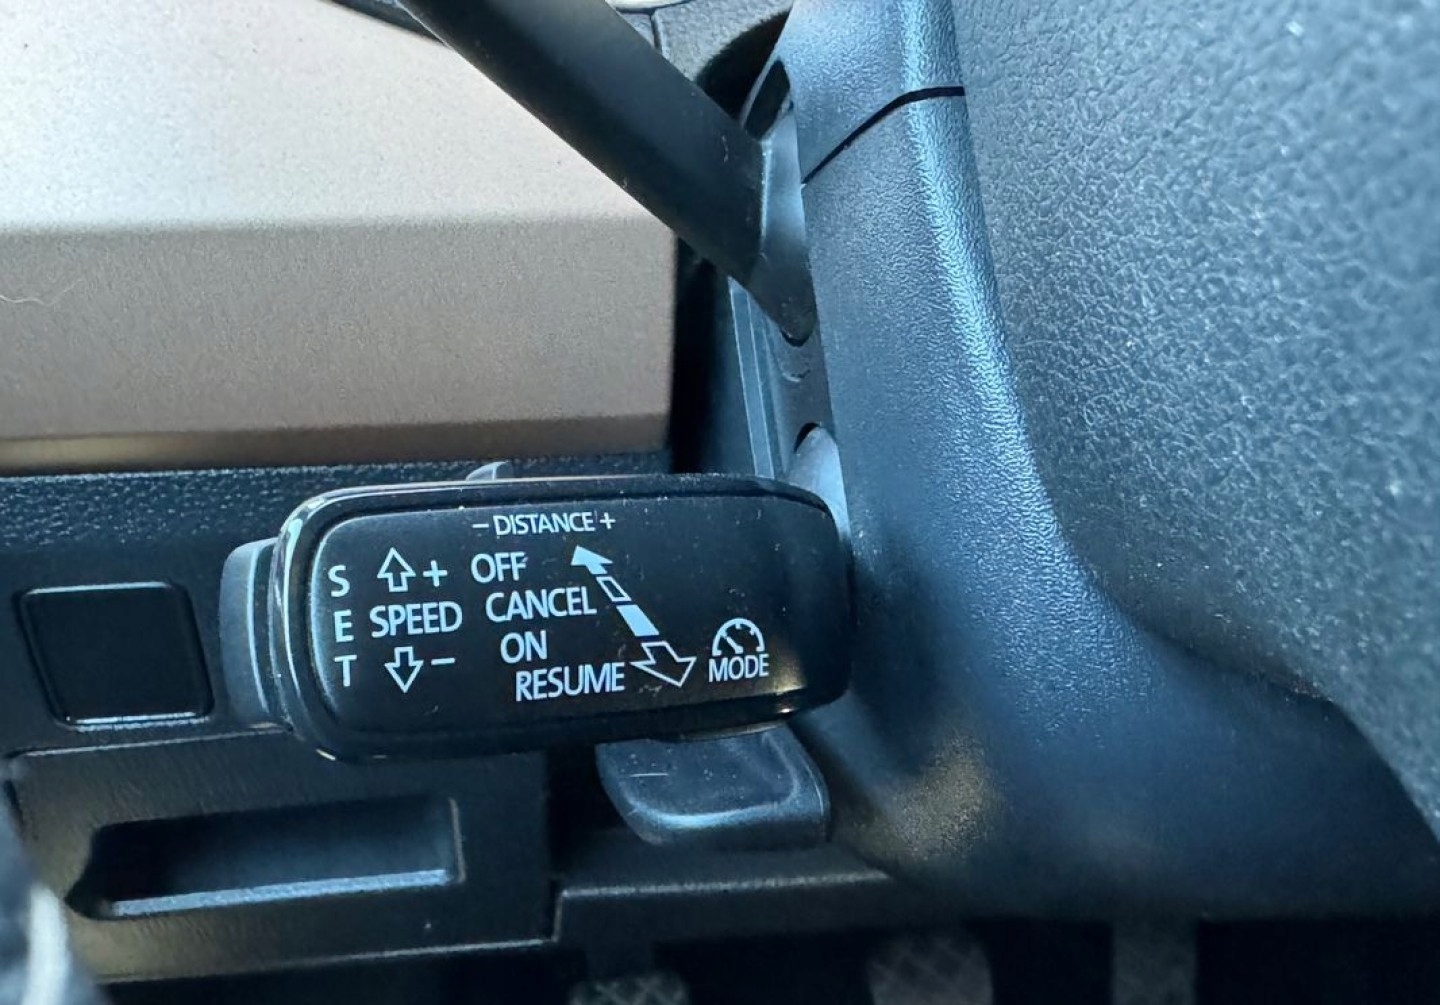 - DISTANCE +
S + OFF
E SPEED CANCEL
T - ON
RESUME MODE